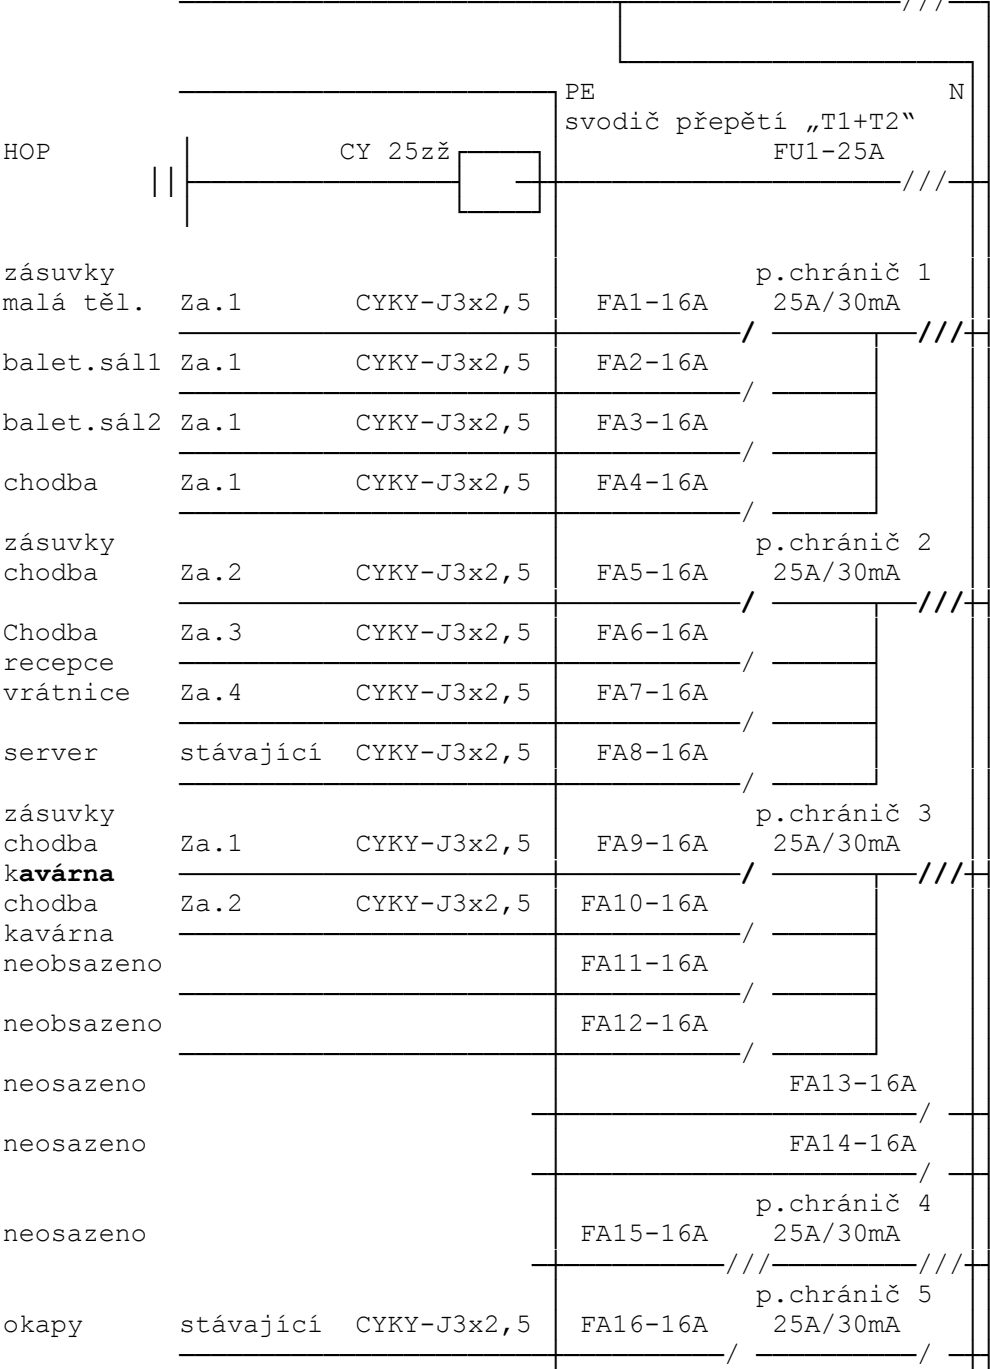 PE N
svodič přepětí „T1+T2“
HOP CY 25zž FU1-25A
zásuvky p.chránič 1
malá těl. Za.1 CYKY-J3x2,5 FA1-16A 25A/30mA
balet.sál1 Za.1 CYKY-J3x2,5 FA2-16A
balet.sál2 Za.1 CYKY-J3x2,5 FA3-16A
chodba Za.1 CYKY-J3x2,5 FA4-16A
zásuvky p.chránič 2
chodba Za.2 CYKY-J3x2,5 FA5-16A 25A/30mA
Chodba Za.3 CYKY-J3x2,5 FA6-16A
recepce
vrátnice Za.4 CYKY-J3x2,5 FA7-16A
server stávající CYKY-J3x2,5 FA8-16A
zásuvky p.chránič 3
chodba Za.1 CYKY-J3x2,5 FA9-16A 25A/30mA
kavárna
chodba Za.2 CYKY-J3x2,5 FA10-16A
kavárna
neobsazeno FA11-16A
neobsazeno FA12-16A
neosazeno FA13-16A
neosazeno FA14-16A
p.chránič 4
neosazeno FA15-16A 25A/30mA
p.chránič 5
okapy stávající CYKY-J3x2,5 FA16-16A 25A/30mA